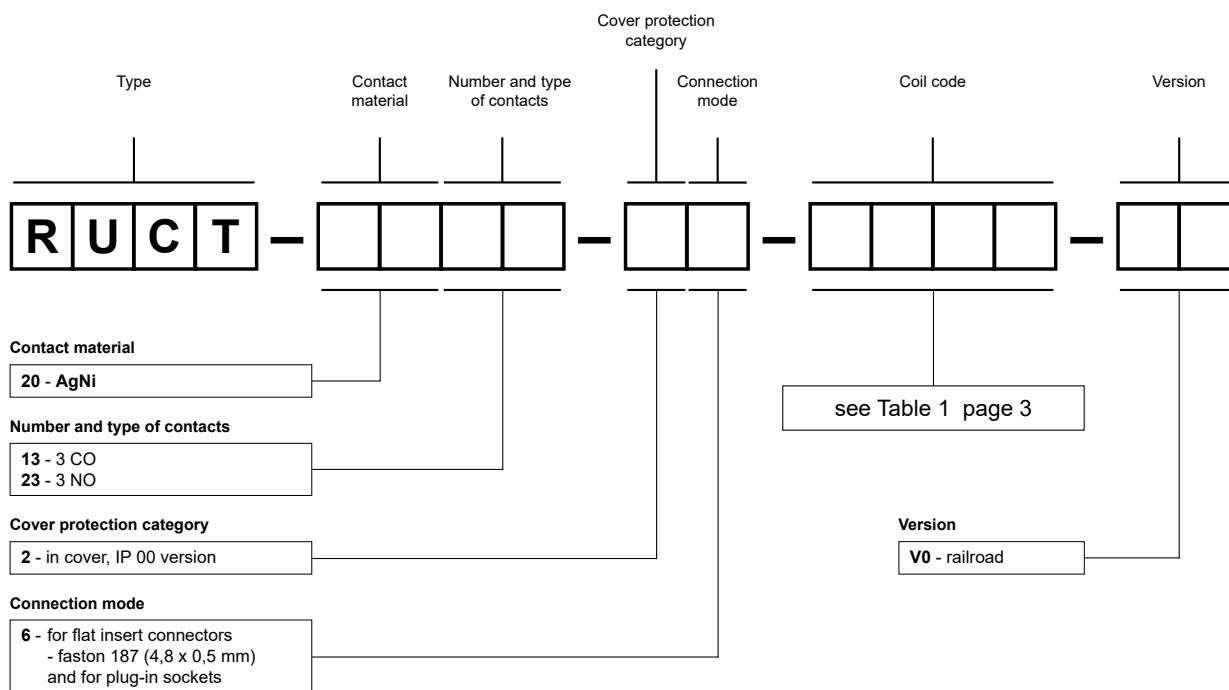 Cover protection
category
Type
Contact
material
Number and type
of contacts
Connection
mode
Coil code
Version
R U C T – – – –
Contact material
20 - AgNi
see Table 1 page 3
Number and type of contacts
13 - 3 CO
23 - 3 NO
Cover protection category
2 - in cover, IP 00 version
Version
V0 - railroad
Connection mode
6 - for flat insert connectors
- faston 187 (4,8 x 0,5 mm)
and for plug-in sockets